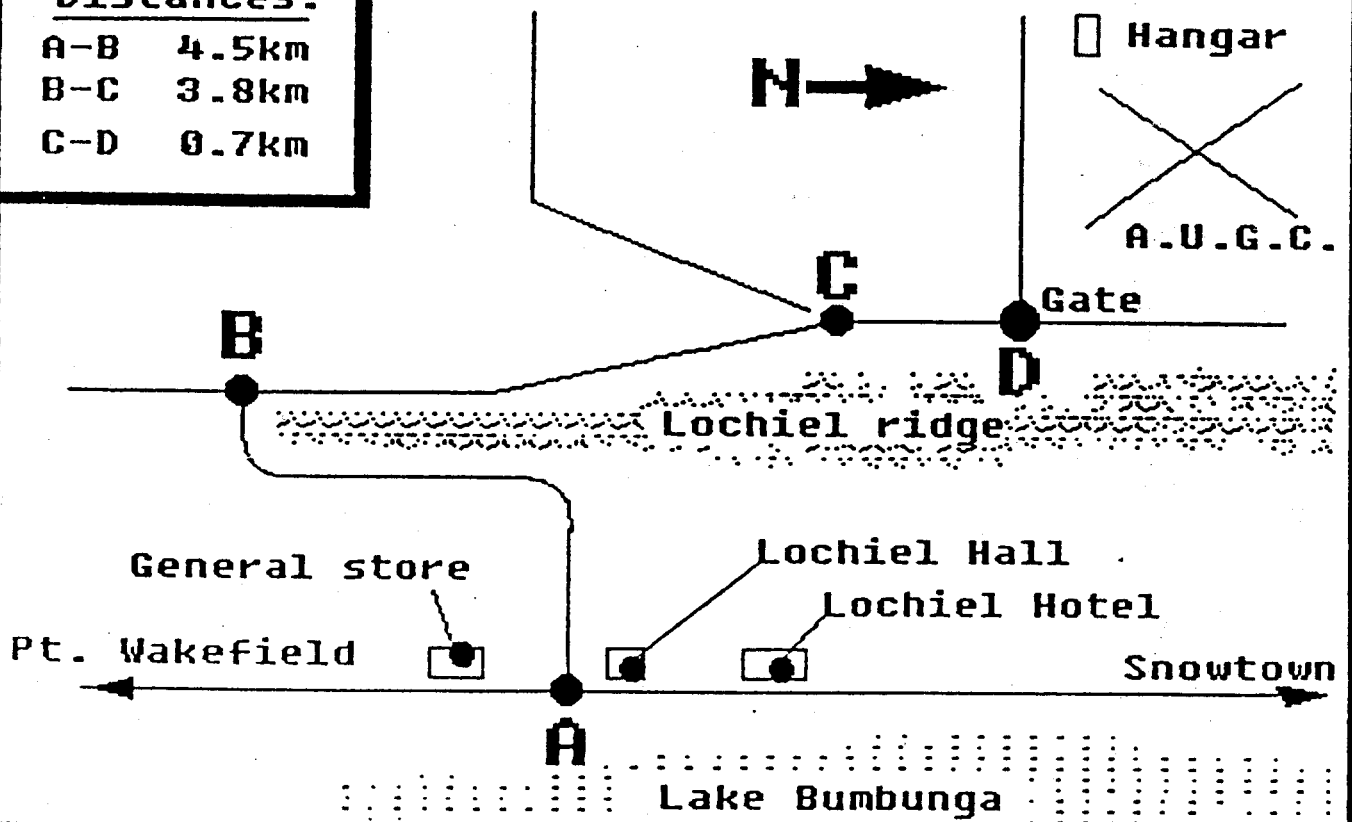 Distances:
A-B 4.5km
B-C 3.8km
C-D 0.7km
N
Hangar
A.U.G.C.
C
Gate
B
D
Lochiel ridge
General store
Lochiel Hall
Lochiel Hotel
Pt. Wakefield
Snowtown
A
Lake Bumbunga